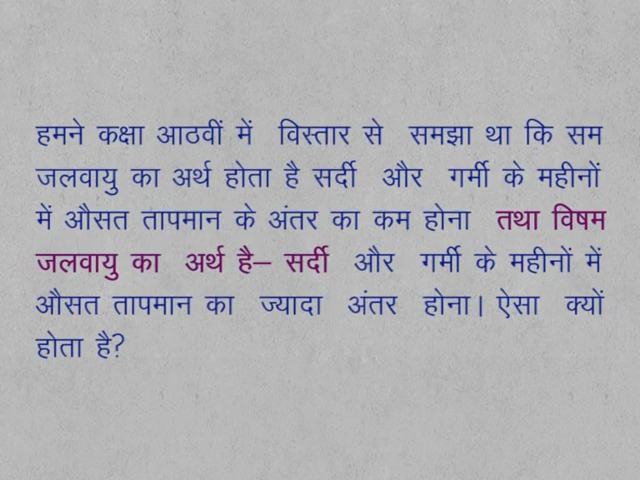 हमने कक्षा आठवीं में विस्तार से समझा था कि सम
जलवायु का अर्थ होता है सर्दी और गर्मी के महीनों
में औसत तापमान के अंतर का कम होना तथा विषम
जलवायु का अर्थ है– सर्दी और गर्मी के महीनों में
औसत तापमान का ज्यादा अंतर होना। ऐसा क्यों
होता है?